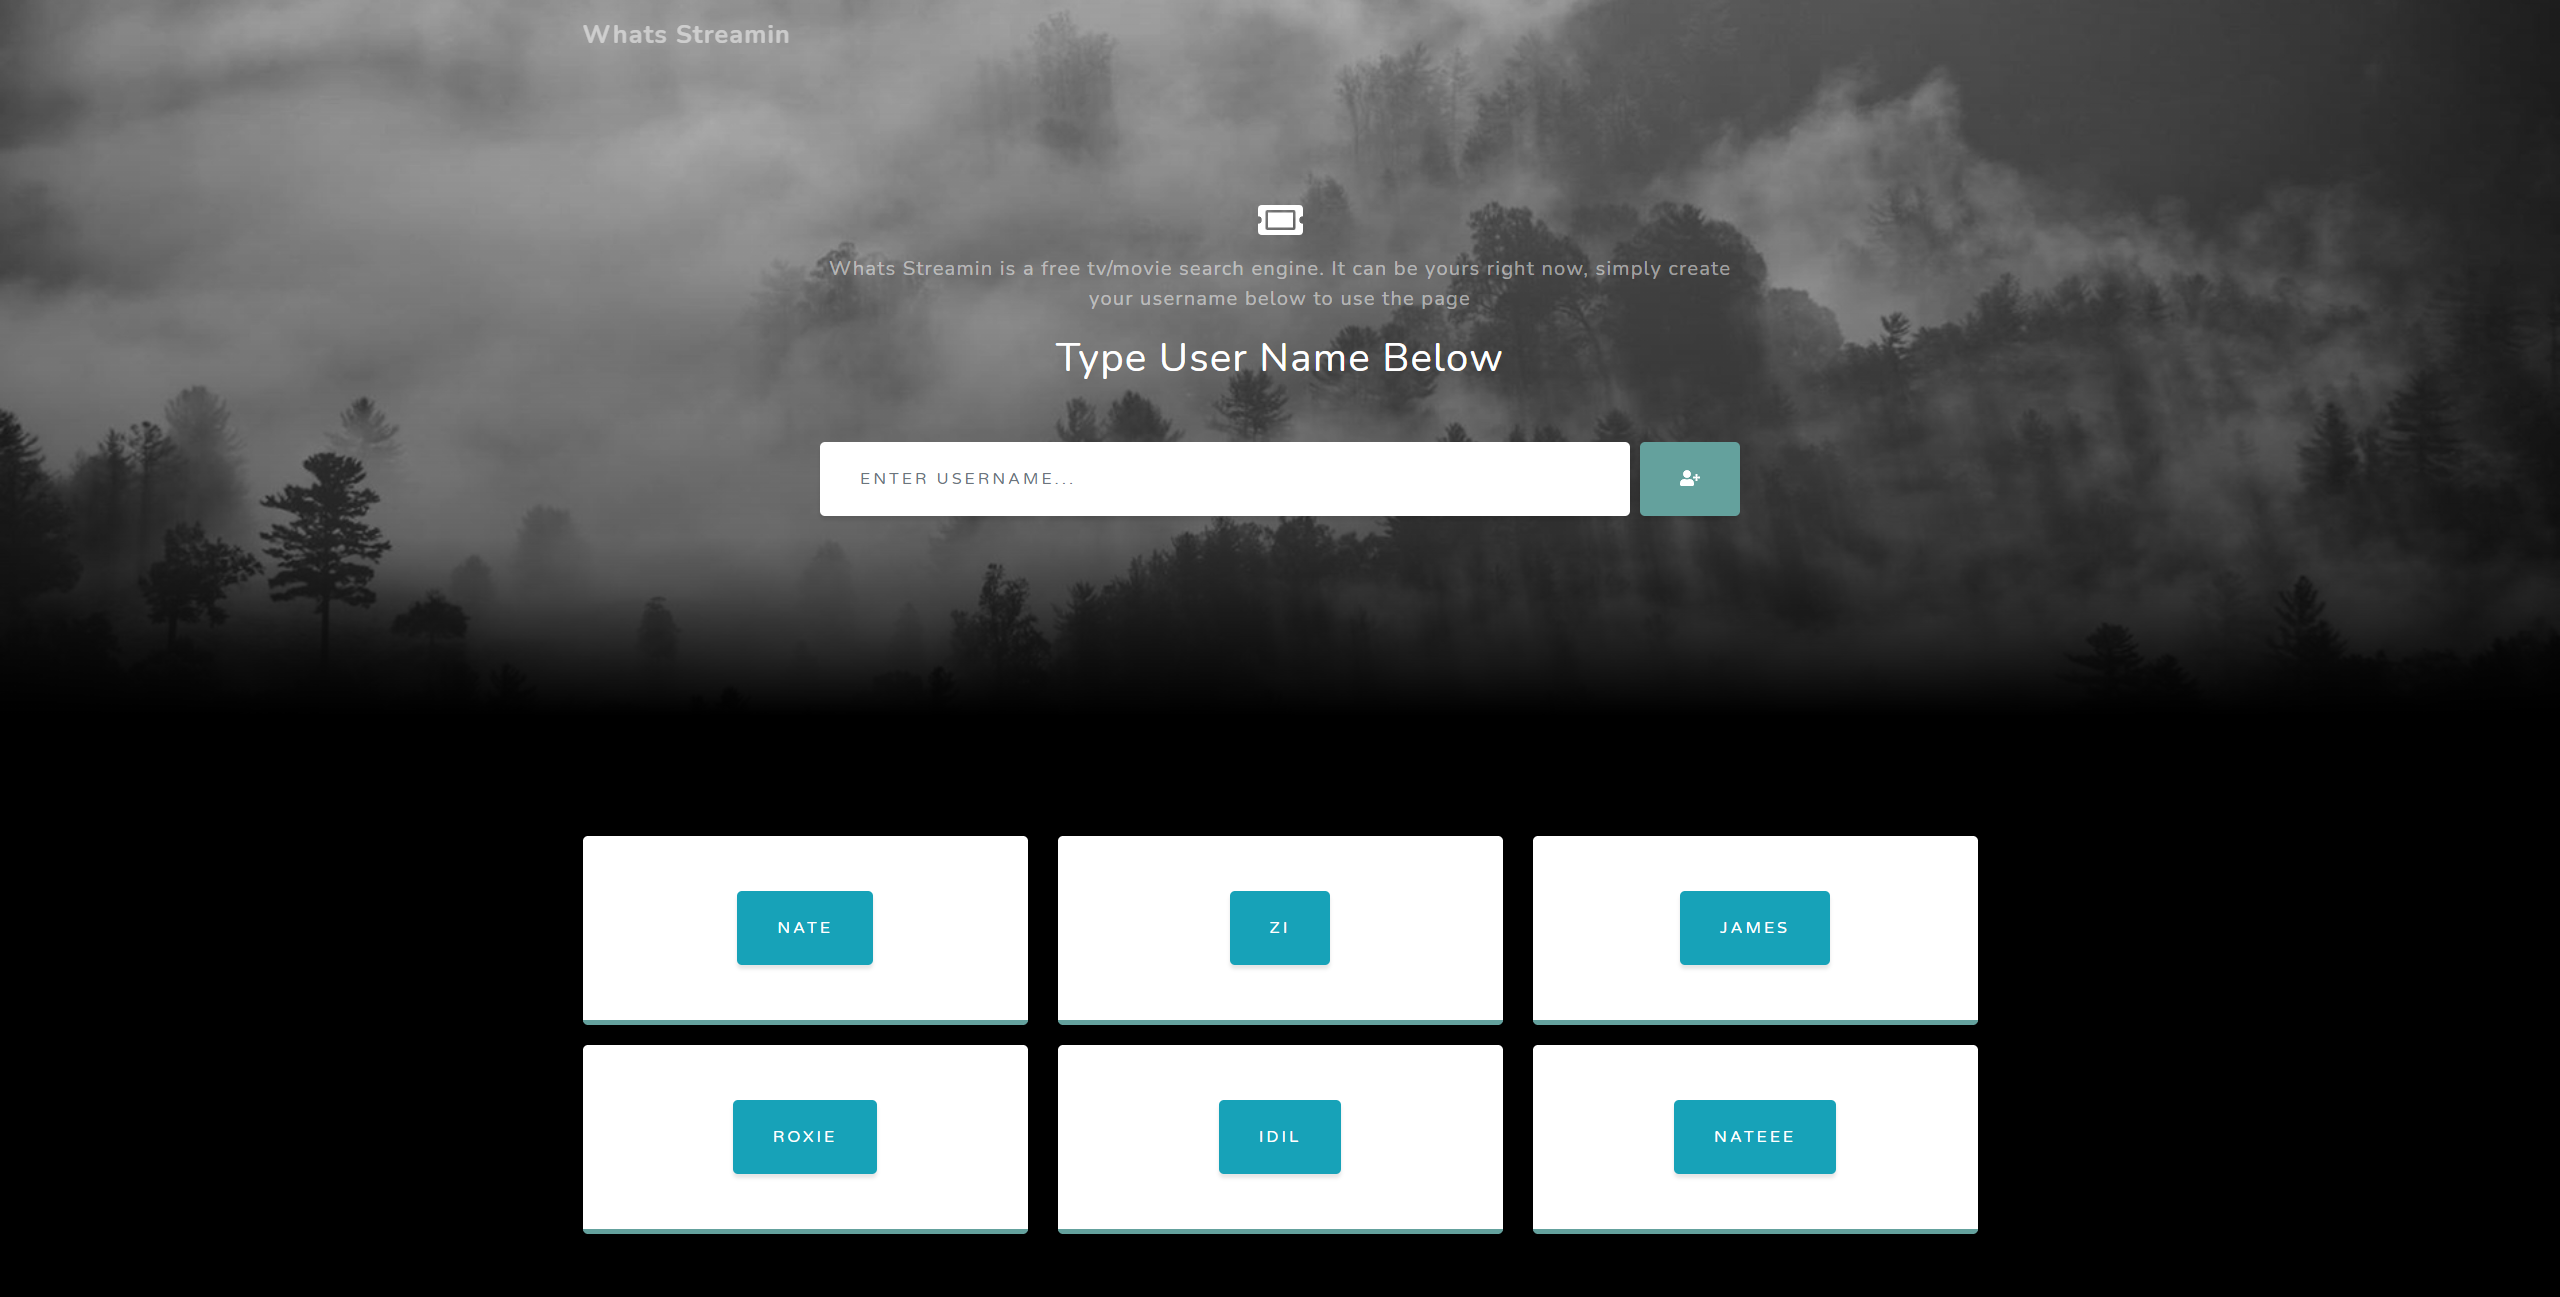 Whats Streamin
Whats Streamin is a free tv/movie search engine. It can be yours right now, simply create
your username below to use the page
Type User Name Below
ENTER USERNAME...
NATE
ZI
JAMES
ROXIE
IDIL
NATEEE